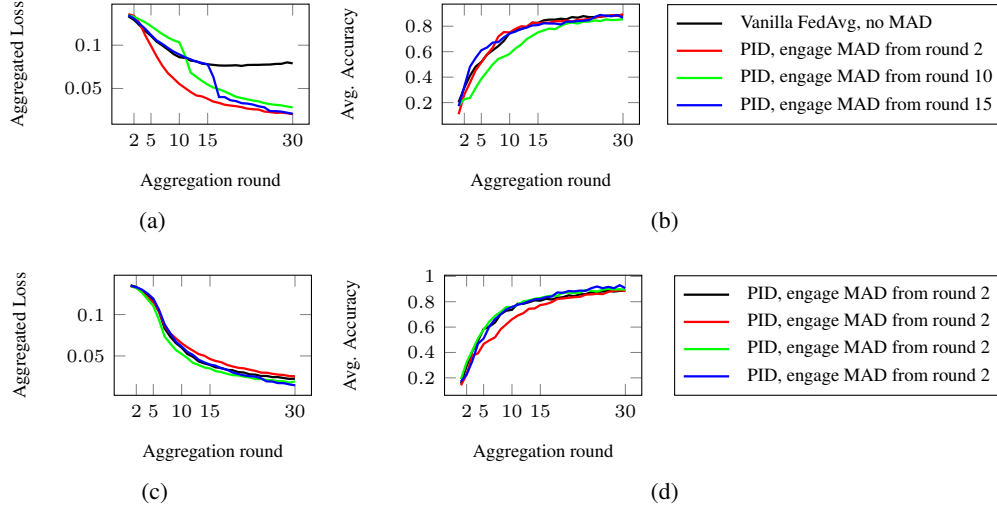 Aggregated Loss
0.1
0.05
2 5 10 15 30
Aggregation round
(a)
Avg. Accuracy
0.8
0.6
0.4
0.2
2 5 10 15 30
Aggregation round
(b)
Vanilla FedAvg, no MAD
PID, engage MAD from round 2
PID, engage MAD from round 10
PID, engage MAD from round 15
Aggregated Loss
0.1
0.05
2 5 10 15 30
Aggregation round
(c)
Avg. Accuracy
1
0.8
0.6
0.4
0.2
2 5 10 15 30
Aggregation round
(d)
PID, engage MAD from round 2
PID, engage MAD from round 2
PID, engage MAD from round 2
PID, engage MAD from round 2